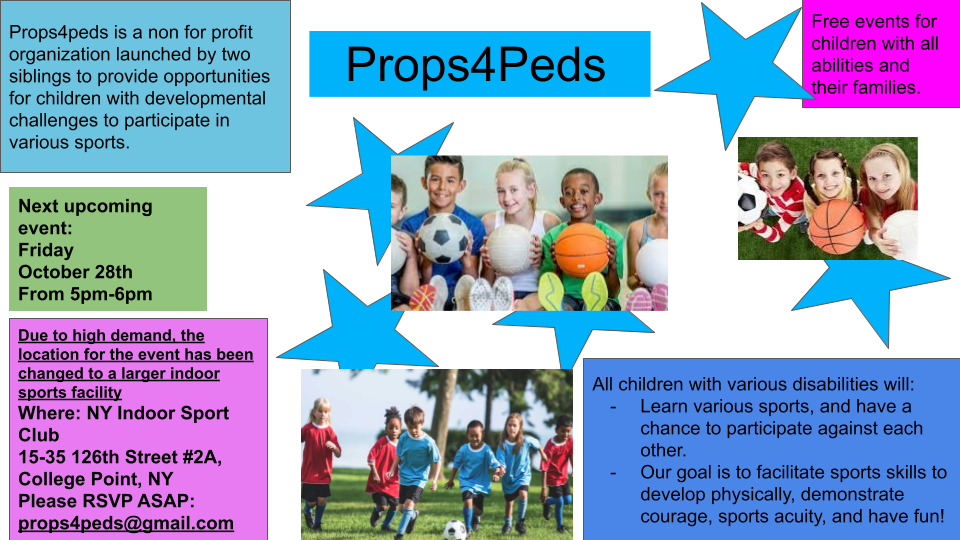 Props4peds is a non for profit
organization launched by two
siblings to provide opportunities
for children with developmental
challenges to participate in
various sports.
Props4Peds
Free events for
children with all
abilities and
their families.
Next upcoming
event:
Friday
October 28th
From 5pm-6pm
Due to high demand, the
location for the event has been
changed to a larger indoor
sports facility
Where: NY Indoor Sport
Club
15-35 126th Street #2A,
College Point, NY
Please RSVP ASAP:
props4peds@gmail.com
All children with various disabilities will:
- Learn various sports, and have a
chance to participate against each
other.
- Our goal is to facilitate sports skills to
develop physically, demonstrate
courage, sports acuity, and have fun!